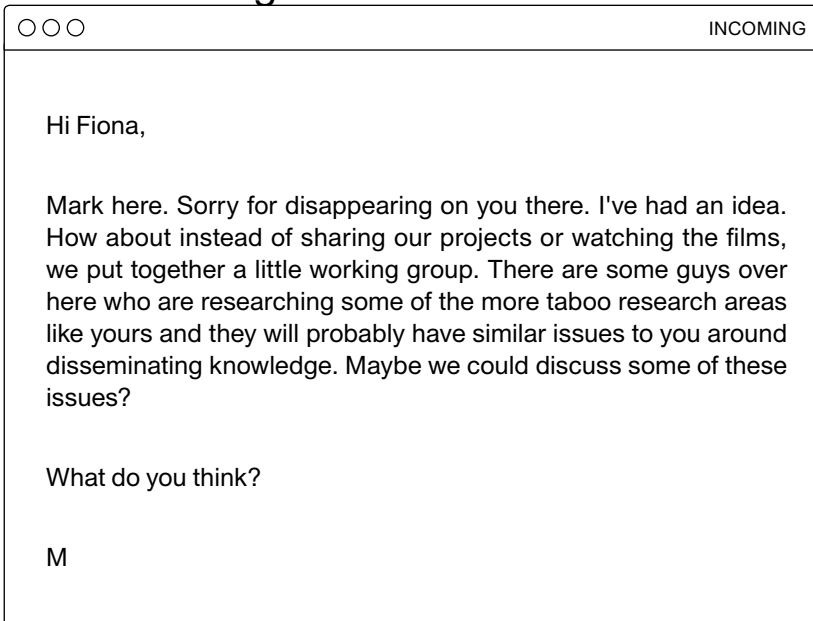 INCOMING
Hi Fiona,
Mark here. Sorry for disappearing on you there. I've had an idea.
How about instead of sharing our projects or watching the films,
we put together a little working group. There are some guys over
here who are researching some of the more taboo research areas
like yours and they will probably have similar issues to you around
disseminating knowledge. Maybe we could discuss some of these
issues?
What do you think?
M